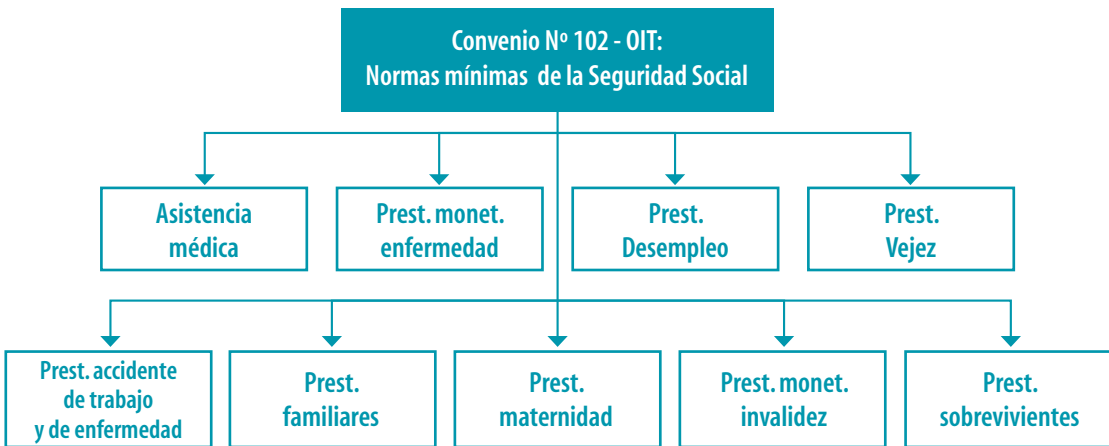 Convenio Nº 102 - OIT:
Normas mínimas de la Seguridad Social
Asistencia
médica
Prest. monet.
enfermedad
Prest.
Desempleo
Prest.
Vejez
Prest. accidente
de trabajo
y de enfermedad
Prest.
familiares
Prest.
maternidad
Prest. monet.
invalidez
Prest.
sobrevivientes